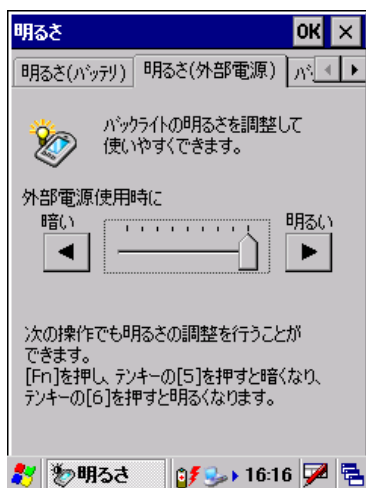 明るさ OK ×
明るさ(バッテリ) 明るさ(外部電源)
バックライトの明るさを調整して
使いやすくできます。
外部電源使用時に
暗い 明るい
次の操作でも明るさの調整を行うことが
できます。
[Fn]を押し、テンキーの[5]を押すと暗くなり、
テンキーの[6]を押すと明るくなります。
明るさ 16:16